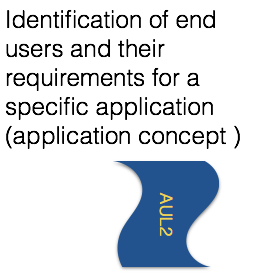 Identification of end
users and their
requirements for a
specific application
(application concept )
AUL2